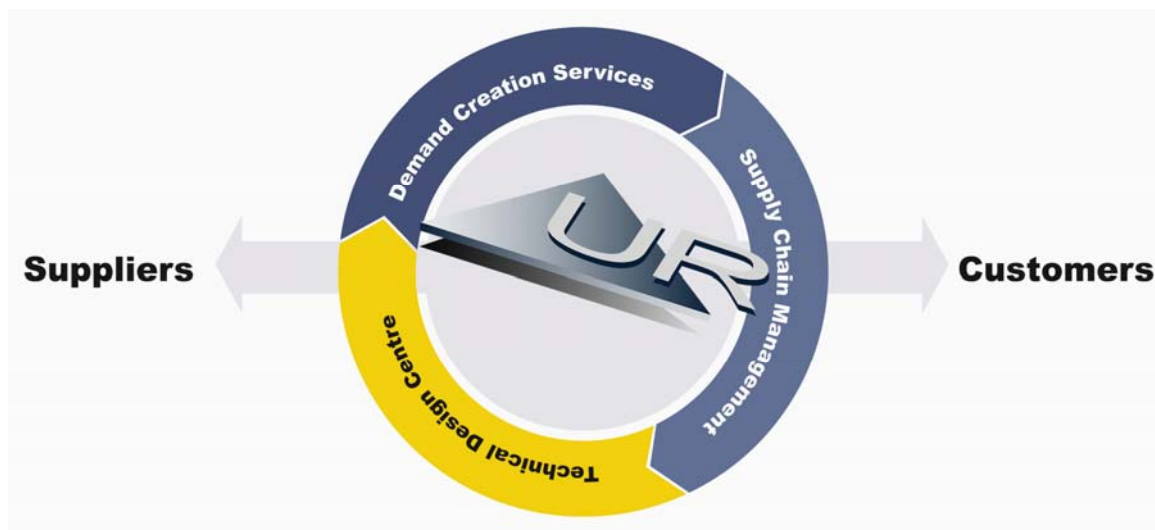 Demand Creation Services
Supply Chain Management
Technical Design Centre
Suppliers
UR
Customers